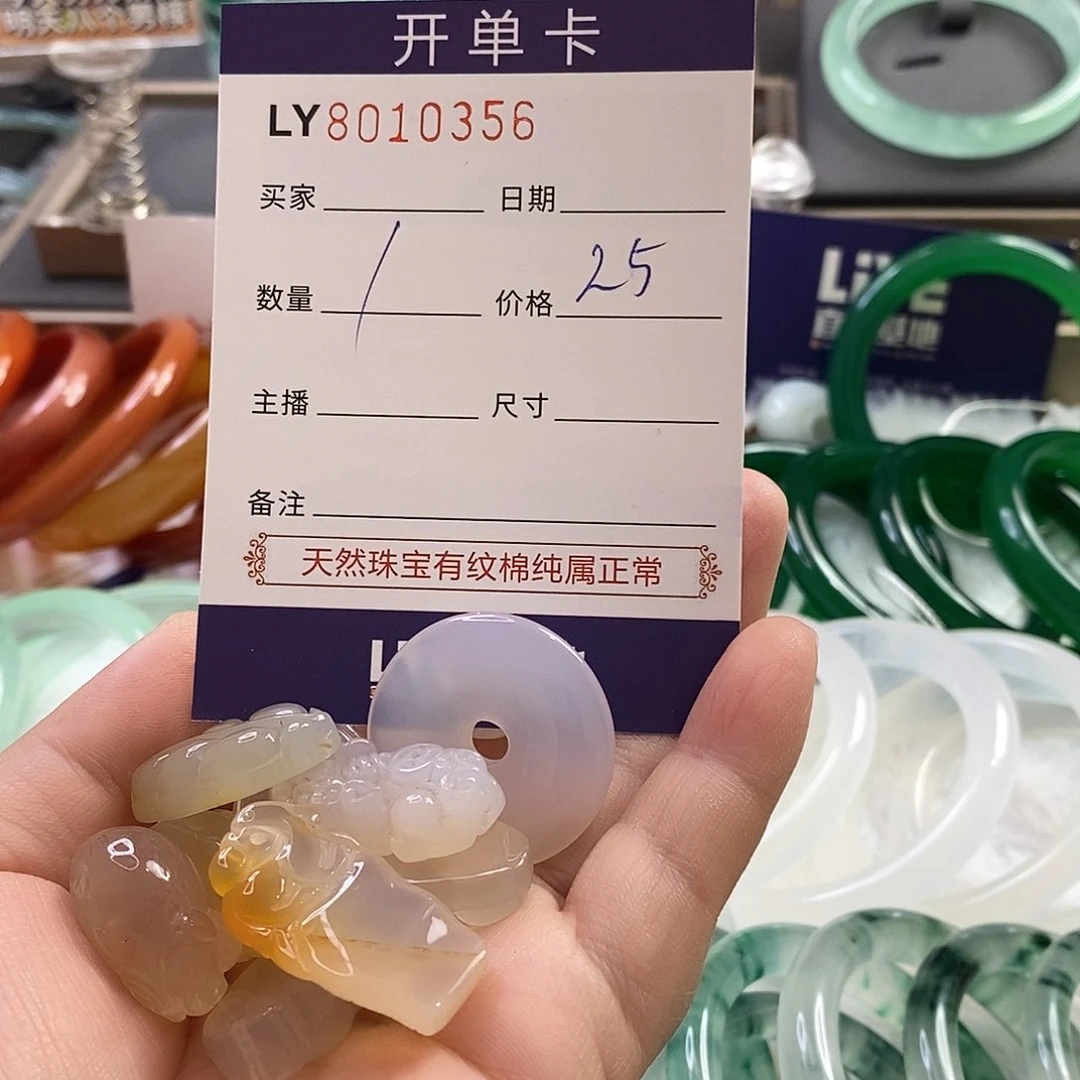 开单卡
LY8010356
买家 日期
数量 1 价格 25
主播 尺寸
备注
天然珠宝有纹棉纯属正常